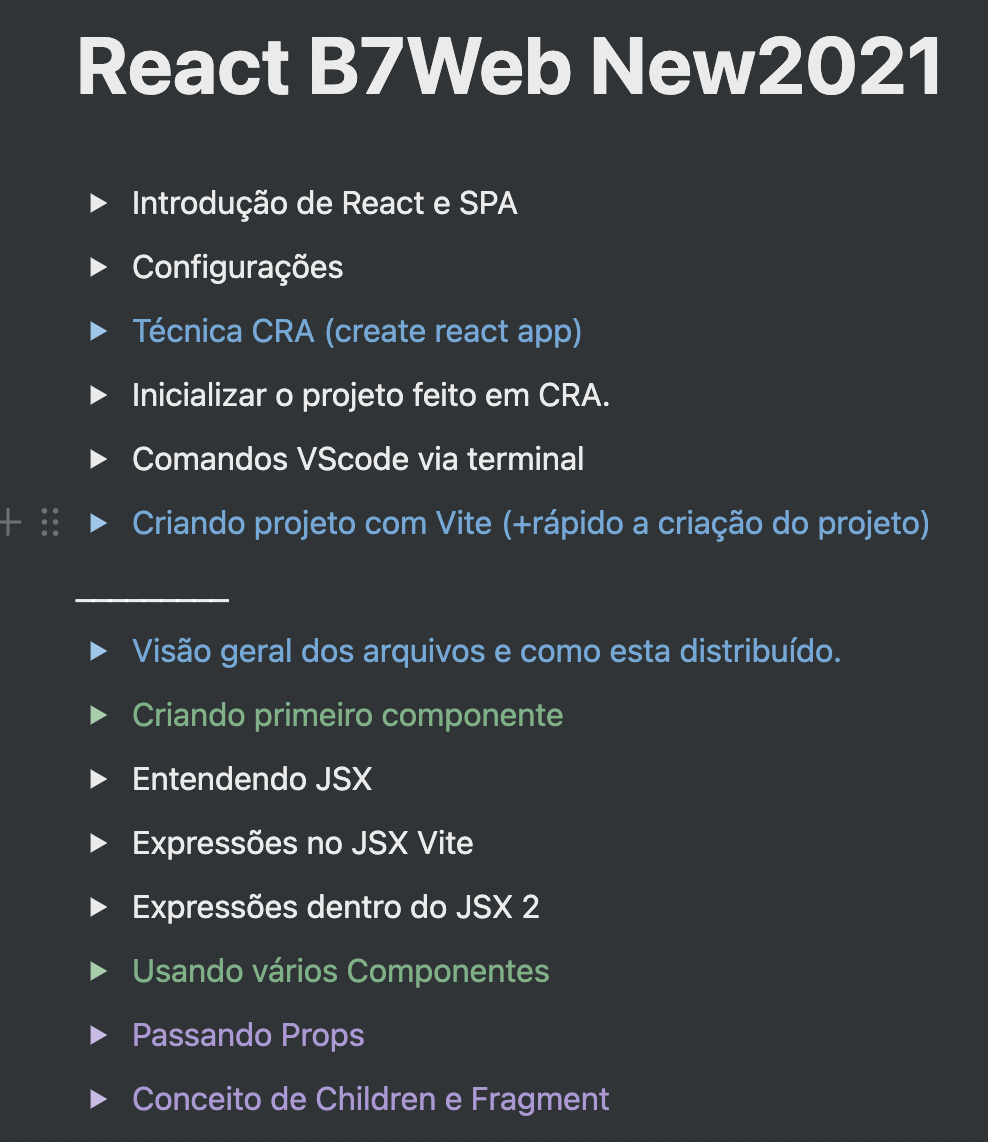 React B7Web New2021
Introdução de React e SPA
Configurações
Técnica CRA (create react app)
Inicializar o projeto feito em CRA.
Comandos VScode via terminal
Criando projeto com Vite (+rápido a criação do projeto)
_________
Visão geral dos arquivos e como esta distribuído.
Criando primeiro componente
Entendendo JSX
Expressões no JSX Vite
Expressões dentro do JSX 2
Usando vários Componentes
Passando Props
Conceito de Children e Fragment